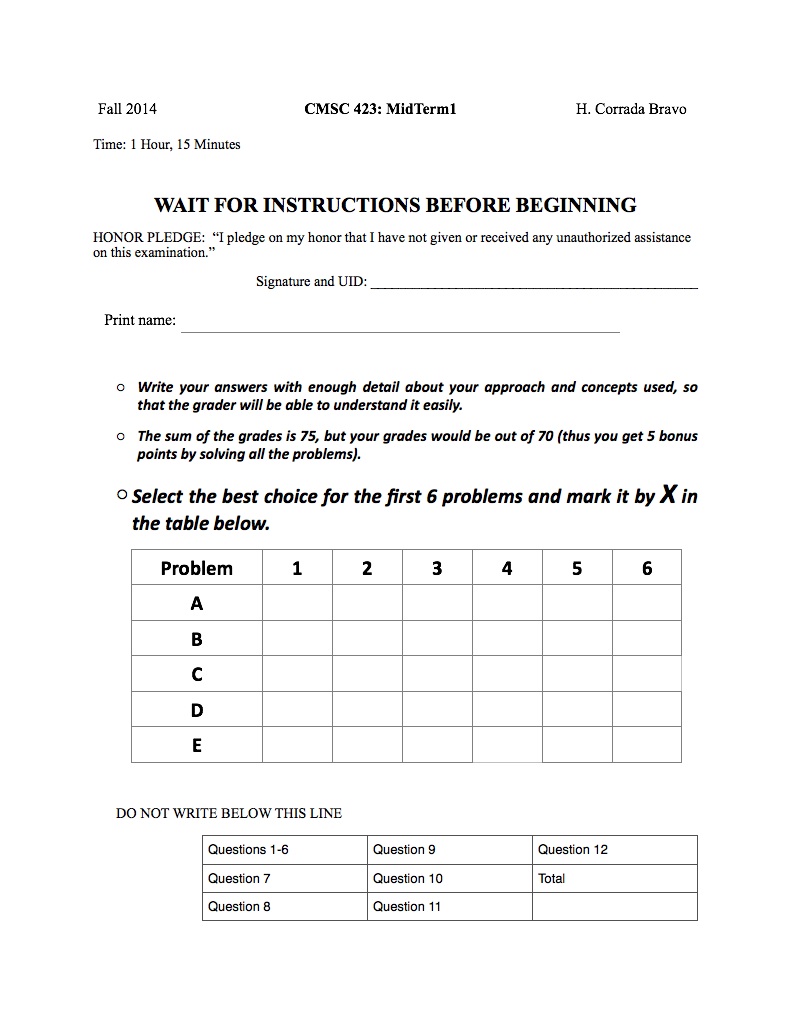 Fall 2014 CMSC 423: MidTerm1 H. Corrada Bravo
Time: 1 Hour, 15 Minutes
WAIT FOR INSTRUCTIONS BEFORE BEGINNING
HONOR PLEDGE: “I pledge on my honor that I have not given or received any unauthorized assistance
on this examination.”
Signature and UID:
Print name:
Write your answers with enough detail about your approach and concepts used, so
that the grader will be able to understand it easily.
The sum of the grades is 75, but your grades would be out of 70 (thus you get 5 bonus
points by solving all the problems).
Select the best choice for the first 6 problems and mark it by X in
the table below.
Problem 1 2 3 4 5 6
A
B
C
D
E
DO NOT WRITE BELOW THIS LINE
Questions 1-6 Question 9 Question 12
Question 7 Question 10 Total
Question 8 Question 11